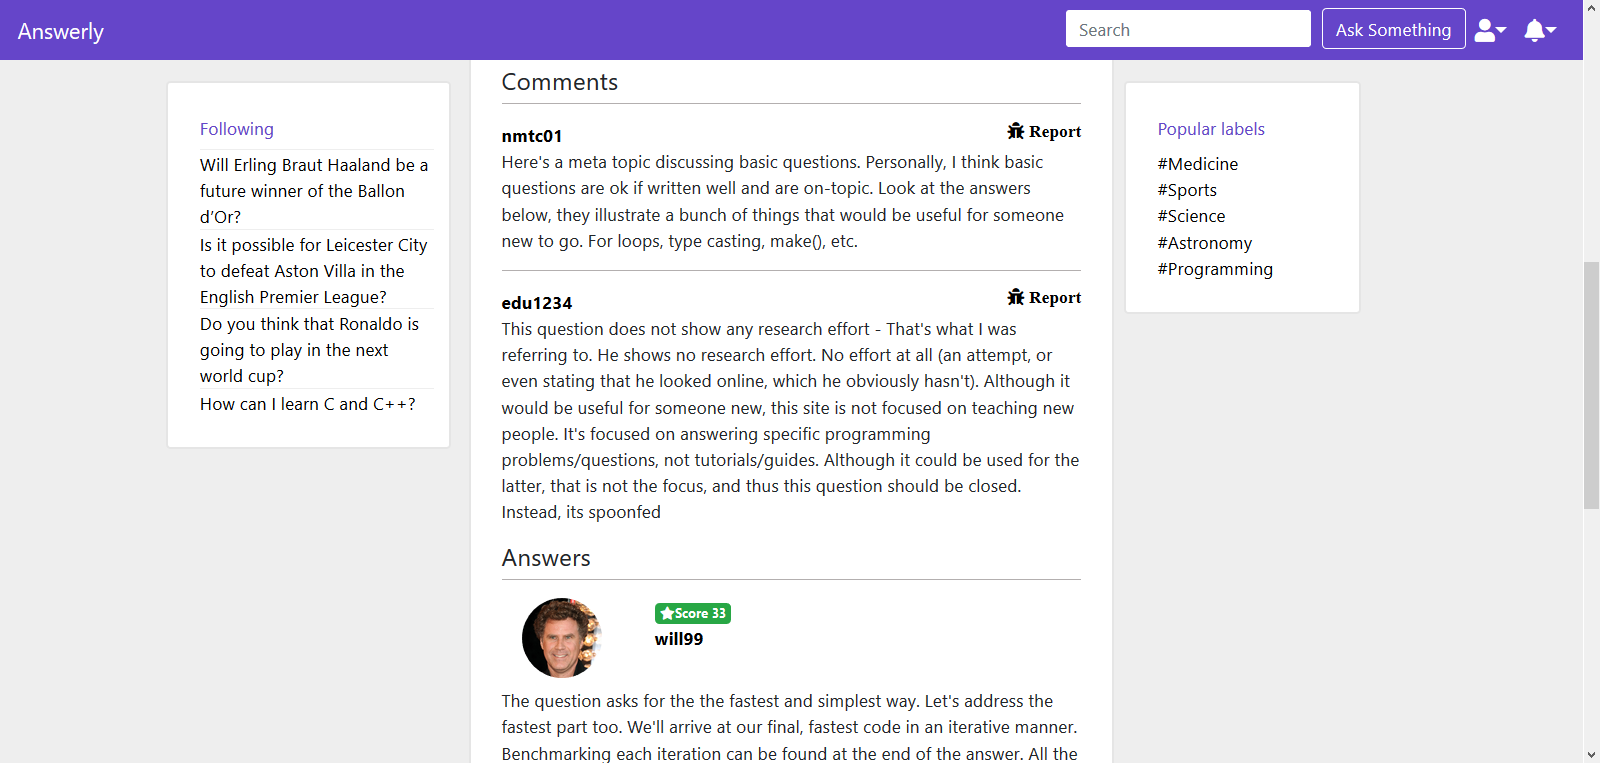 Answerly
Search
Ask Something
Following
Will Erling Braut Haaland be a
future winner of the Ballon
d’Or?
Is it possible for Leicester City
to defeat Aston Villa in the
English Premier League?
Do you think that Ronaldo is
going to play in the next
world cup?
How can I learn C and C++?
Comments
nmtc01
Report
Here's a meta topic discussing basic questions. Personally, I think basic
questions are ok if written well and are on-topic. Look at the answers
below, they illustrate a bunch of things that would be useful for someone
new to go. For loops, type casting, make(), etc.
edu1234
Report
This question does not show any research effort - That's what I was
referring to. He shows no research effort. No effort at all (an attempt, or
even stating that he looked online, which he obviously hasn't). Although it
would be useful for someone new, this site is not focused on teaching new
people. It's focused on answering specific programming
problems/questions, not tutorials/guides. Although it could be used for the
latter, that is not the focus, and thus this question should be closed.
Instead, its spoonfed
Answers
Score 33
will99
The question asks for the the fastest and simplest way. Let's address the
fastest part too. We'll arrive at our final, fastest code in an iterative manner.
Benchmarking each iteration can be found at the end of the answer. All the
Popular labels
#Medicine
#Sports
#Science
#Astronomy
#Programming